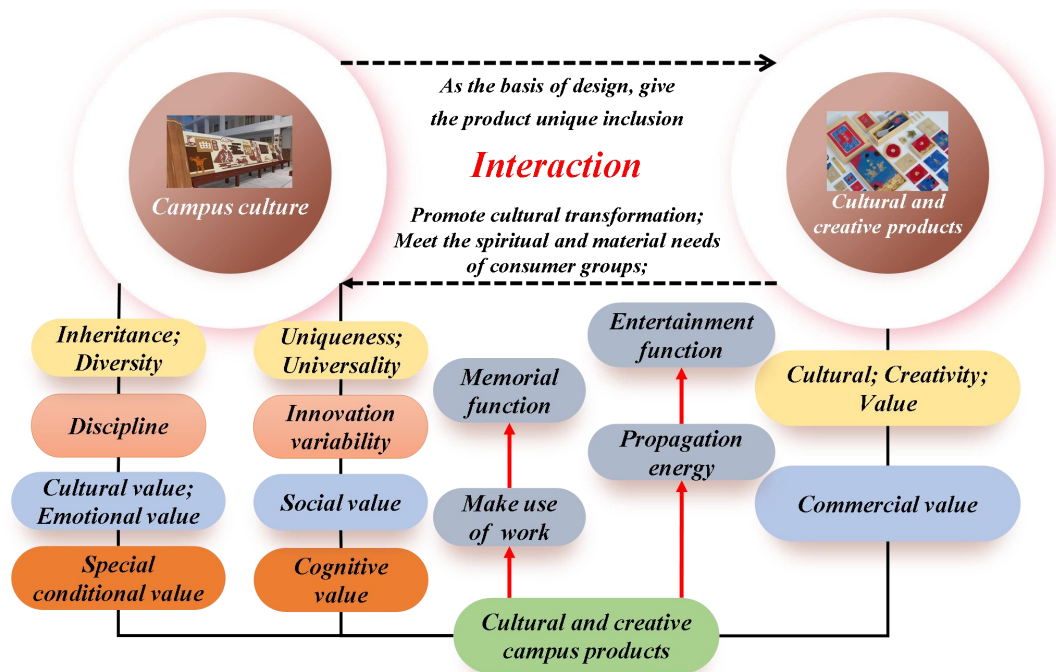 As the basis of design, give
the product unique inclusion
Interaction
Campus culture
Cultural and
creative products
Promote cultural transformation;
Meet the spiritual and material needs
of consumer groups;
Inheritance;
Diversity
Uniqueness;
Universality
Entertainment
function
Memorial
function
Cultural; Creativity;
Value
Discipline
Innovation
variability
Propagation
energy
Cultural value;
Emotional value
Social value
Make use
of work
Commercial value
Special
conditional value
Cognitive
value
Cultural and creative
campus products